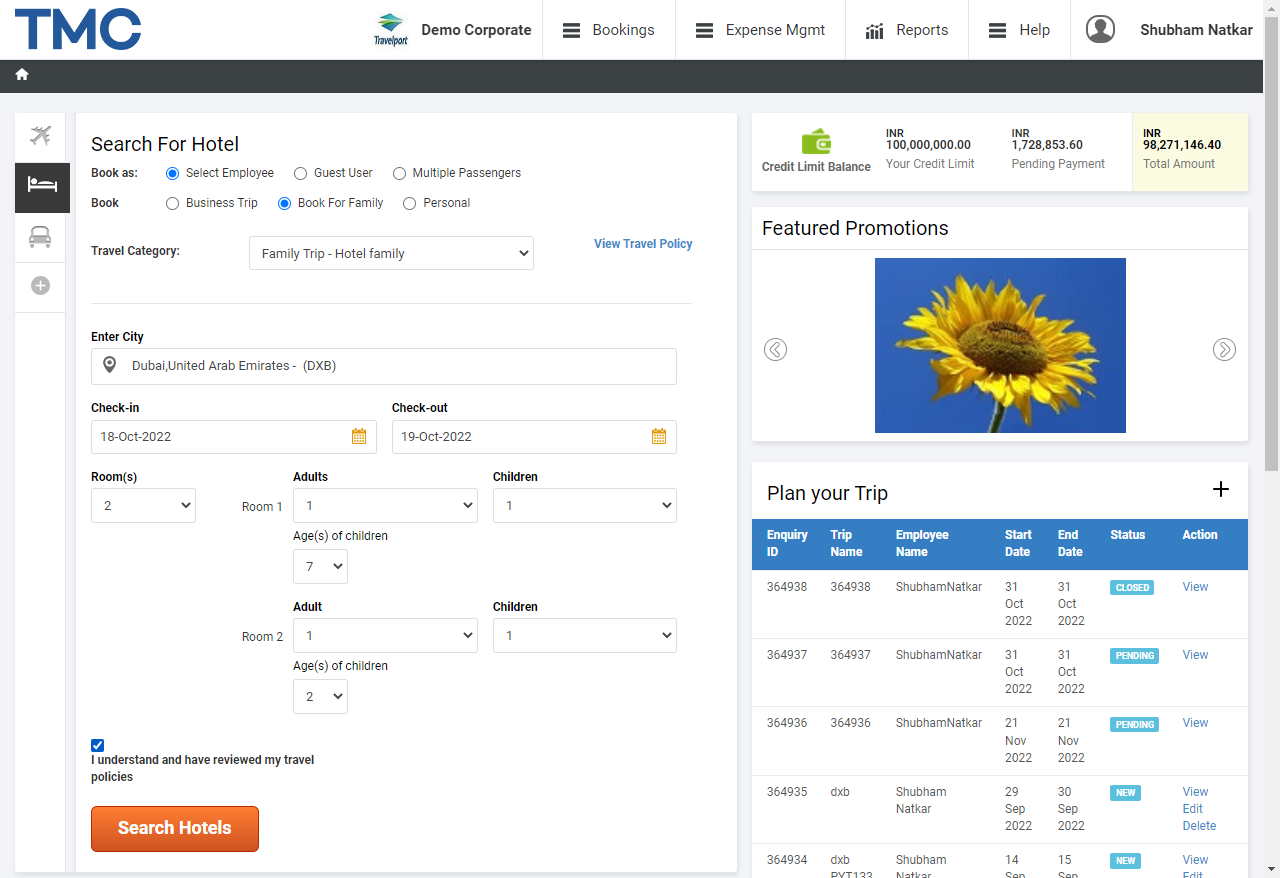 TMC
Travelport
Demo Corporate
Bookings
Expense Mgmt
Reports
Help
Shubham Natkar
Search For Hotel
Book as:
Select Employee
Guest User
Multiple Passengers
Book
Business Trip
Book For Family
Personal
Travel Category:
Family Trip - Hotel family
View Travel Policy
Enter City
Dubai,United Arab Emirates -  (DXB)
Check-in
Check-out
18-Oct-2022
19-Oct-2022
Room(s)
Adults
Children
2
Room 1
1
1
Age(s) of children
7
Adult
Children
Room 2
1
1
Age(s) of children
2
I understand and have reviewed my travel
policies
Search Hotels
Credit Limit Balance
INR
100,000,000.00
Your Credit Limit
INR
1,728,853.60
Pending Payment
INR
98,271,146.40
Total Amount
Featured Promotions
Plan your Trip
Enquiry ID Trip Name Employee Name Start Date End Date Status Action
364938 364938 ShubhamNatkar 31 Oct 2022 31 Oct 2022 CLOSED View
364937 364937 ShubhamNatkar 31 Oct 2022 31 Oct 2022 PENDING View
364936 364936 ShubhamNatkar 21 Nov 2022 21 Nov 2022 PENDING View
364935 dxb Shubham Natkar 29 Sep 2022 30 Sep 2022 NEW View Edit Delete
364934 dxb PYT133 Shubham Natkar 14 Sep 15 Sep NEW View Edit